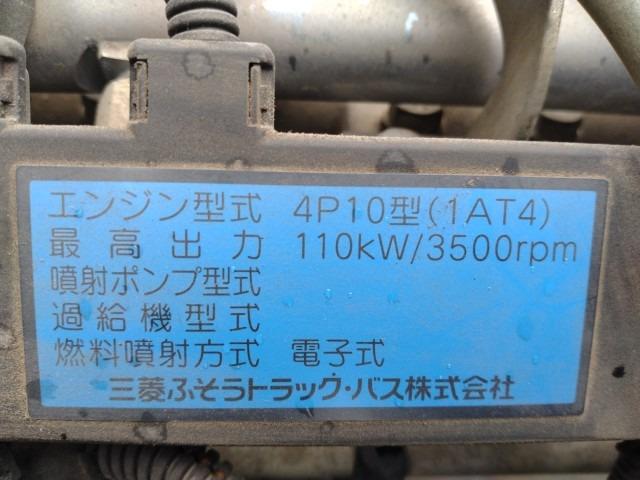 エンジン型式 4P10型(1AT4)
最高出力 110kW/3500rpm
噴射ポンプ型式
過給機型式
燃料噴射方式 電子式
三菱ふそうトラック・バス株式会社